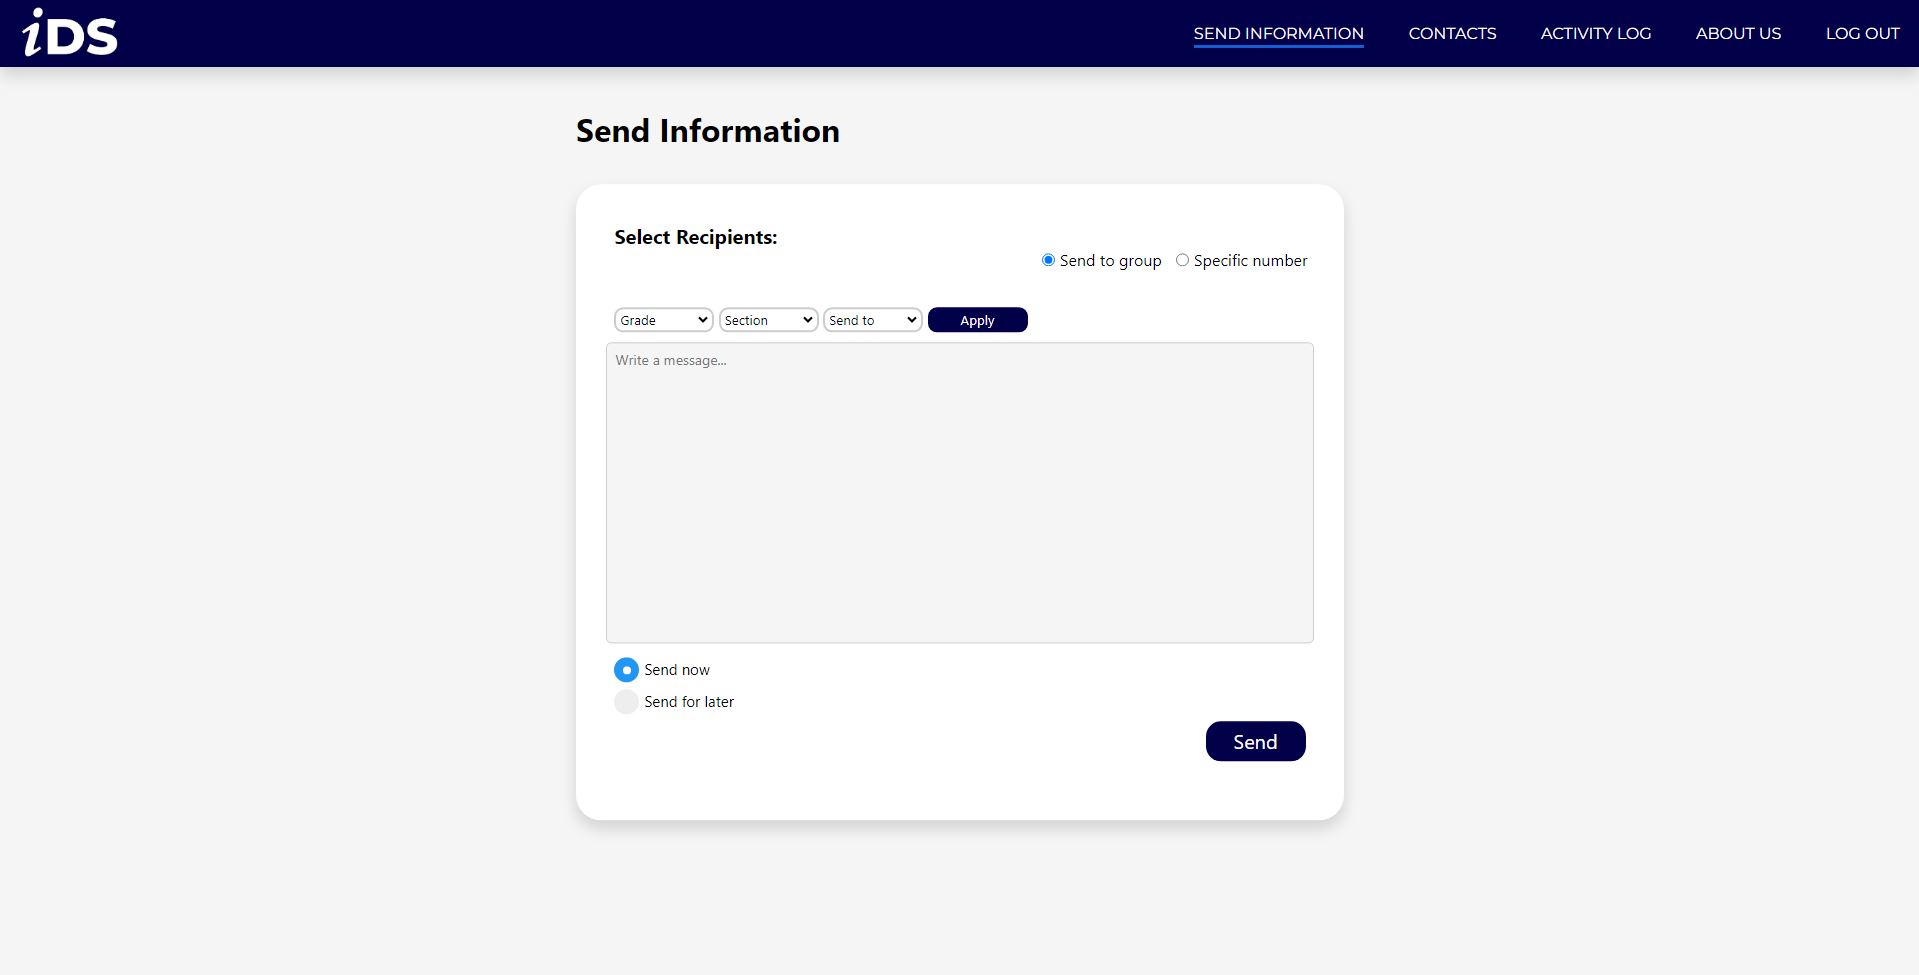 iDS
SEND INFORMATION CONTACTS ACTIVITY LOG ABOUT US LOG OUT
Send Information
Select Recipients:
Send to group Specific number
Grade Section Send to Apply
Write a message...
Send now
Send for later
Send